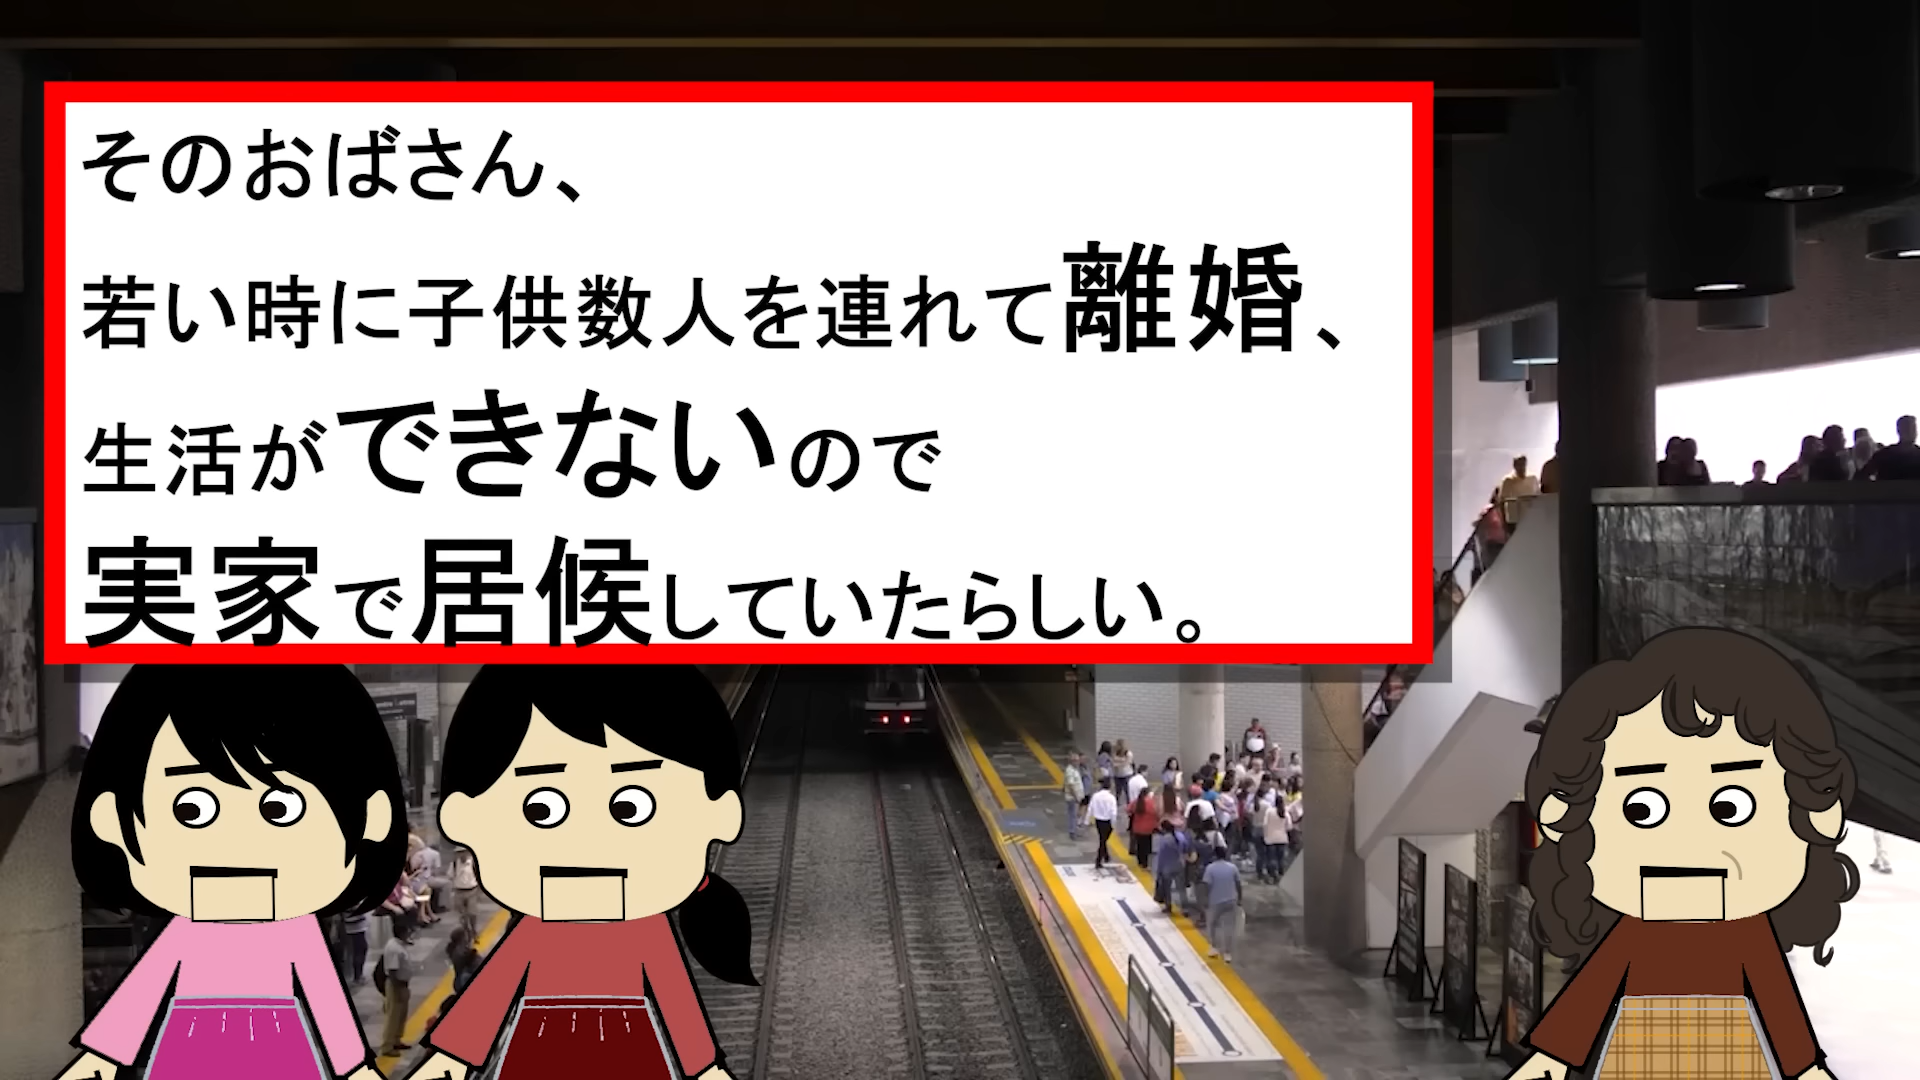 そのおばさん、
若い時に子供数人を連れて離婚、
生活ができないので
実家で居候していたらしい。